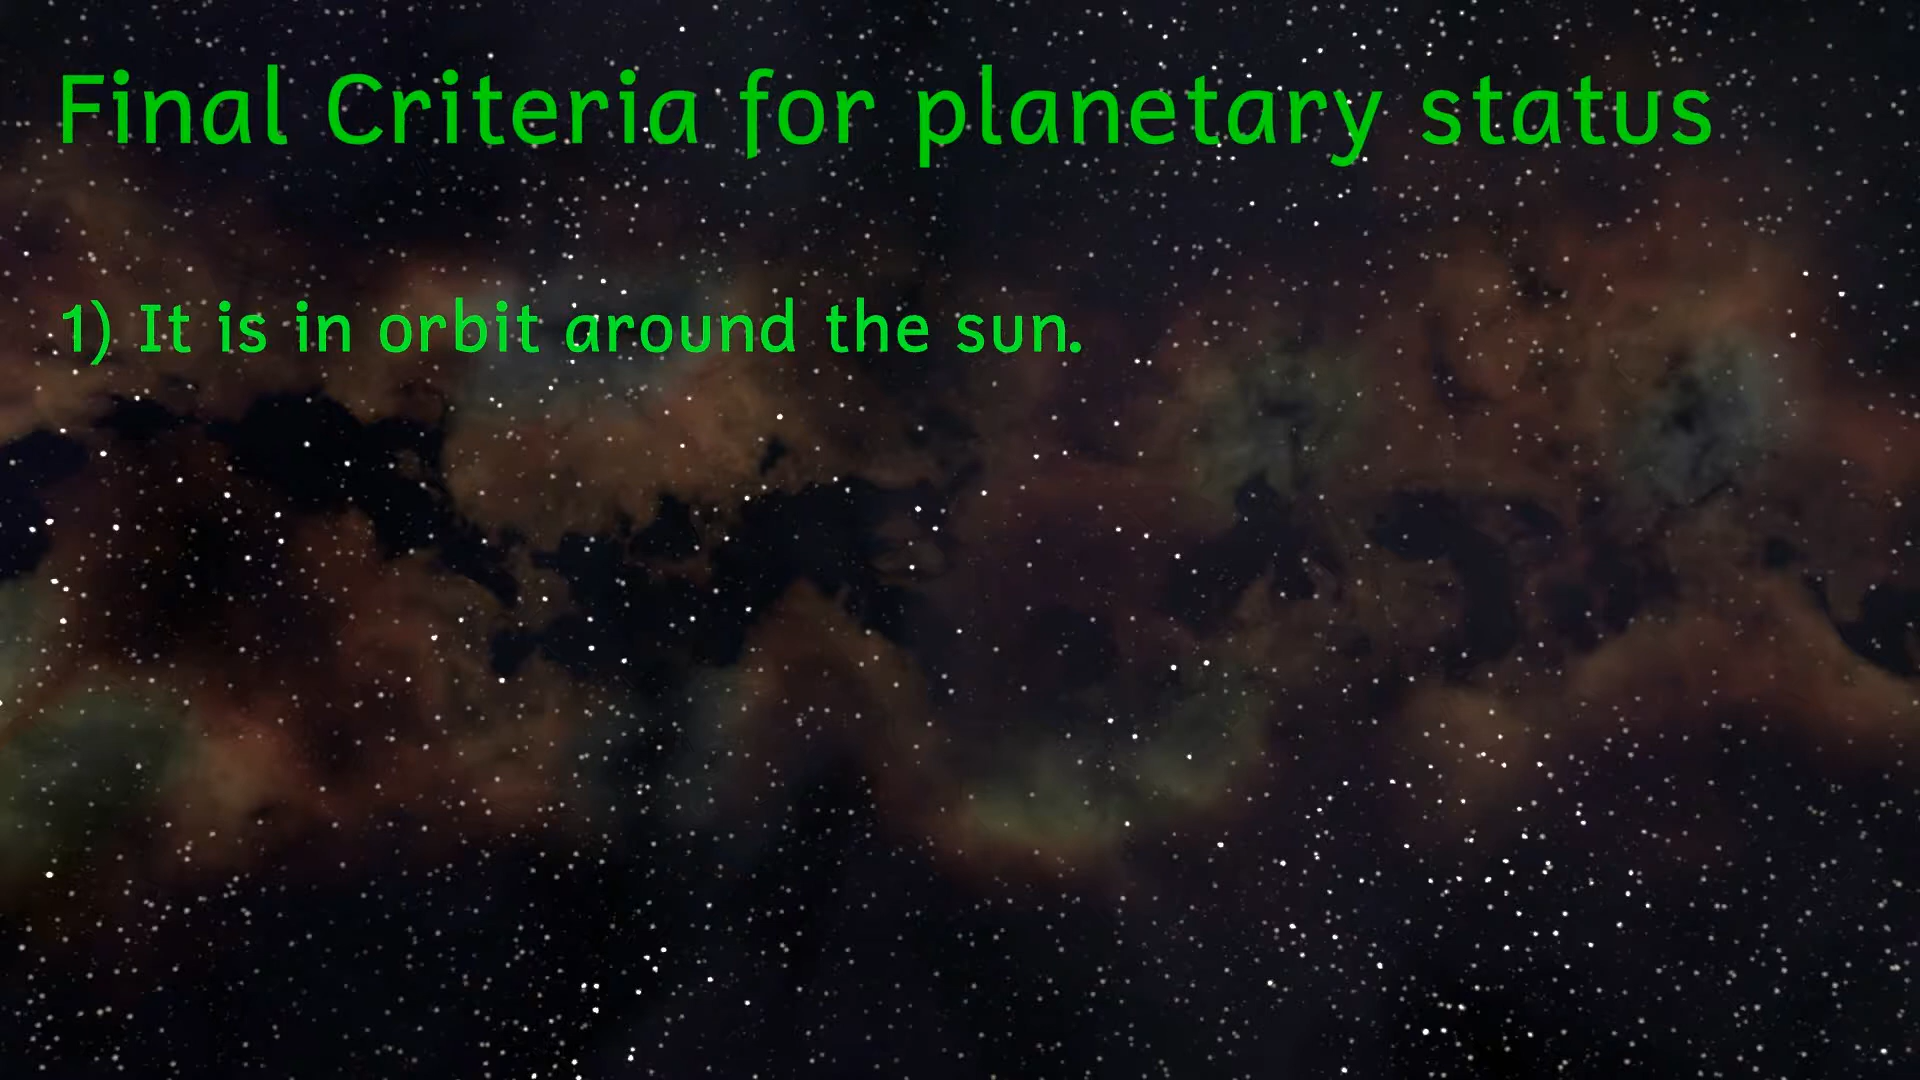 Final Criteria for planetary status
1) It is in orbit around the sun.